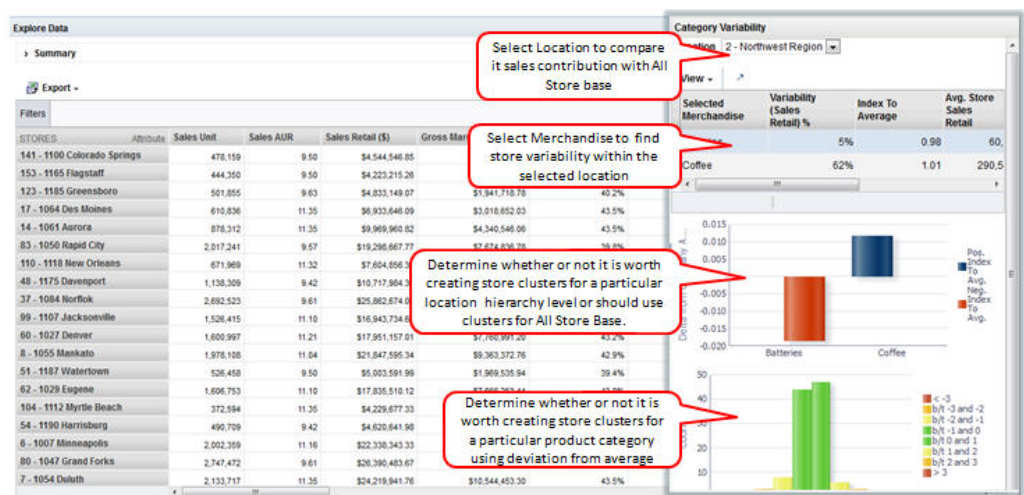 Explore Data
› Summary
Export
Filters
STORES Attribute Sales Unit Sales AUR Sales Retail ($) Gross
141 - 1100 Colorado Springs 478,159 9.50 $4,544,546.85
153 - 1165 Flagstaff 444,350 9.50 $4,223,215.26
123 - 1185 Greensboro 501,855 9.63 $4,833,149.07 $1,941,718.78 40.2%
17 - 1064 Des Moines 610,836 11.35 $6,933,646.09 $3,018,652.03 43.5%
14 - 1061 Aurora 878,312 11.35 $9,969,960.82 $4,340,546.06 43.5%
83 - 1050 Rapid City 2,017,241 9.57 $19,298,667.77 $7,674,836.78 39.8%
110 - 1118 New Orleans 671,969 11.32 $7,604,856.3
48 - 1175 Davenport 1,138,309 9.42 $10,717,984.3
37 - 1084 Norflok 2,692,523 9.61 $25,862,674.0
99 - 1107 Jacksonville 1,526,415 11.10 $16,943,734.6
60 - 1027 Denver 1,600,997 11.21 $17,951,157.01 $7,760,991.20 43.2%
8 - 1055 Mankato 1,978,108 11.04 $21,847,595.34 $9,363,372.76 42.9%
51 - 1187 Watertown 526,458 9.50 $5,003,591.99 $1,969,535.94 39.4%
62 - 1029 Eugene 1,606,753 11.10 $17,835,510.12
104 - 1112 Myrtle Beach 372,594 11.35 $4,229,677.33
54 - 1190 Harrisburg 490,709 9.42 $4,620,641.98
6 - 1007 Minneapolis 2,002,359 11.16 $22,338,343.33
80 - 1047 Grand Forks 2,747,472 9.61 $26,390,483.67
7 - 1054 Duluth 2,133,717 11.35 $24,219,941.76 $10,544,453.30 43.5%
Select Location to compare
it sales contribution with All
Store base
Select Merchandise to find
store variability within the
selected location
Determine whether or not it is worth
creating store clusters for a particular
location hierarchy level or should use
clusters for All Store Base.
Determine whether or not it is
worth creating store clusters for
a particular product category
using deviation from average
Category Variability
2 - Northwest Region
View
Selected
Merchandise
Variability
(Sales
Retail) %
Index To
Average
Avg. Store
Sales
Retail
5% 0.98 60,
Coffee 62% 1.01 290,5
0.015
0.010
0.005
-0.005
-0.010
-0.015
-0.020
Batteries Coffee
Pos.
Index
To
Avg.
Neg.
Index
To
Avg.
50
40
30
20
10
< -3
b/t -3 and -2
b/t -2 and -1
b/t -1 and 0
b/t 0 and 1
b/t 1 and 2
b/t 2 and 3
> 3